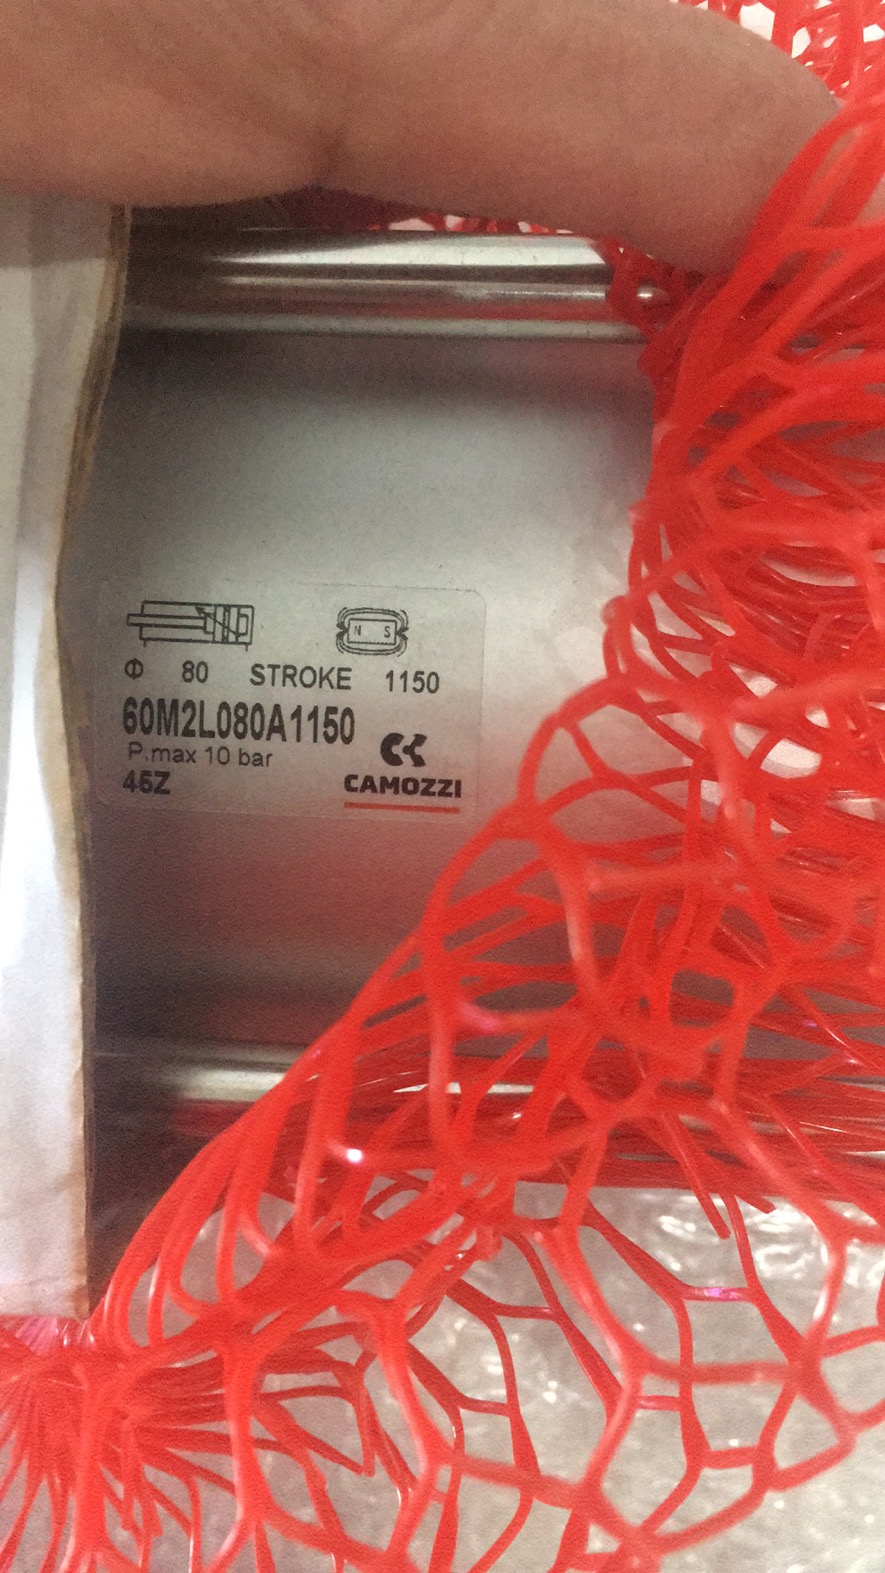 N S
Φ 80 STROKE 1150
60M2L080A1150
P.max 10 bar
45Z
CAMOZZI